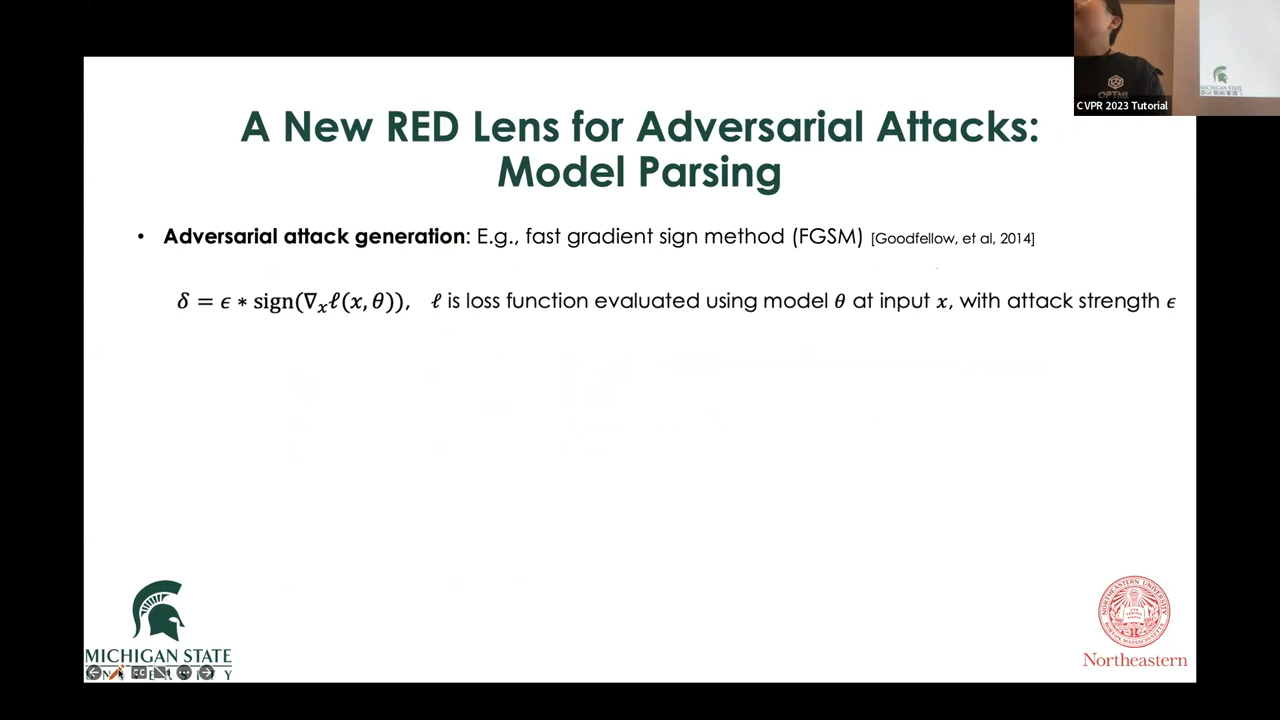 A New RED Lens for Adversarial Attacks:
Model Parsing
CVPR 2023 Tutorial
• Adversarial attack generation: E.g., fast gradient sign method (FGSM) [Goodfellow, et al, 2014]
δ = ϵ ∗ sign(∇ₓℓ(x, θ)), ℓ is loss function evaluated using model θ at input x, with attack strength ϵ
MICHIGAN STATE
Northeastern